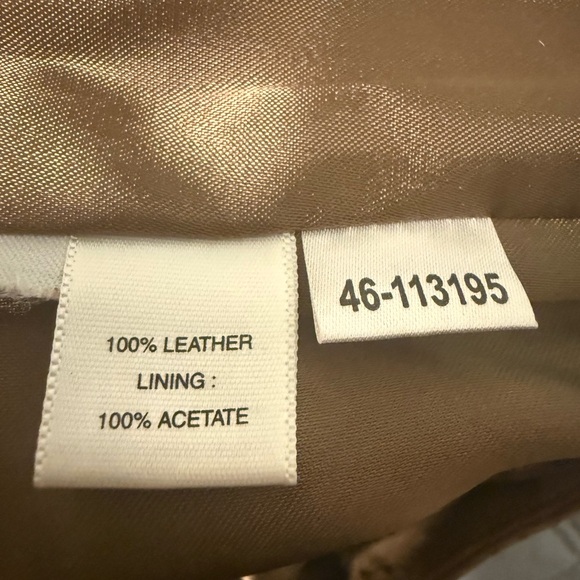 100% LEATHER
LINING :
100% ACETATE
46-113195